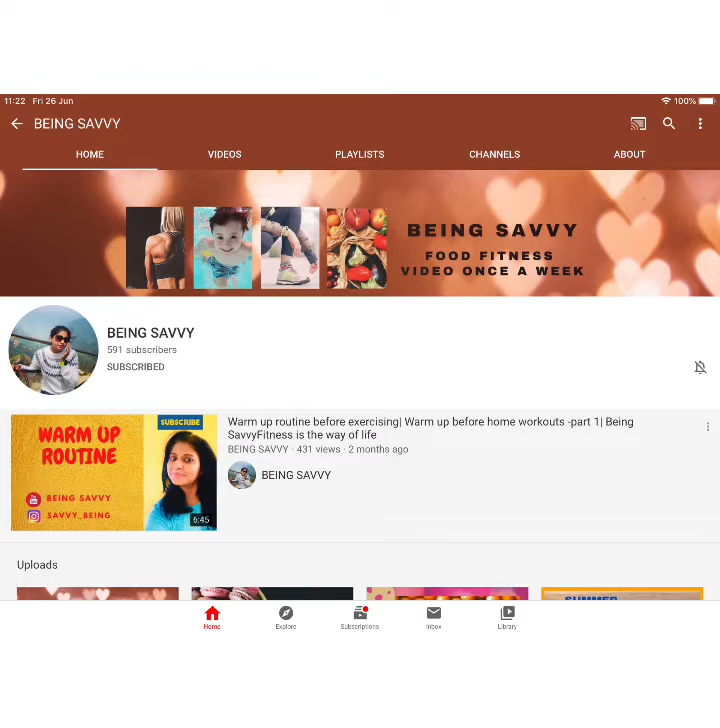 11:22 Fri 26 Jun
100%
BEING SAVVY
HOME VIDEOS PLAYLISTS CHANNELS ABOUT
BEING SAVVY
FOOD FITNESS
VIDEO ONCE A WEEK
BEING SAVVY
591 subscribers
SUBSCRIBED
SUBSCRIBE
WARM UP
ROUTINE
You
BEING SAVVY
SAVVY_BEING
6:45
Warm up routine before exercising| Warm up before home workouts -part 1| Being
SavvyFitness is the way of life
BEING SAVVY · 431 views · 2 months ago
BEING SAVVY
Uploads
SUMMER
Home Explore Subscriptions Inbox Library